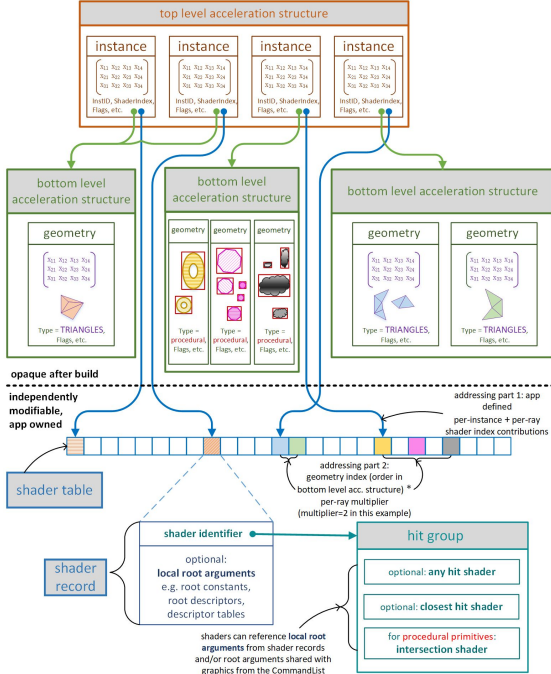 top level acceleration structure
instance
x11 x12 x13 x14
x21 x22 x23 x24
x31 x32 x33 x34
InstID, ShaderIndex,
Flags, etc.
instance
x11 x12 x13 x14
x21 x22 x23 x24
x31 x32 x33 x34
InstID, ShaderIndex,
Flags, etc.
instance
x11 x12 x13 x14
x21 x22 x23 x24
x31 x32 x33 x34
InstID, ShaderIndex,
Flags, etc.
instance
x11 x12 x13 x14
x21 x22 x23 x24
x31 x32 x33 x34
InstID, ShaderIndex,
Flags, etc.
bottom level
acceleration structure
geometry
x11 x12 x13 x14
x21 x22 x23 x24
x31 x32 x33 x34
Type = TRIANGLES,
Flags, etc.
bottom level
acceleration structure
geometry
Type =
procedural,
Flags, etc.
geometry
Type =
procedural,
Flags, etc.
geometry
Type =
procedural,
Flags, etc.
bottom level
acceleration structure
geometry
x11 x12 x13 x14
x21 x22 x23 x24
x31 x32 x33 x34
Type = TRIANGLES,
Flags, etc.
geometry
x11 x12 x13 x14
x21 x22 x23 x24
x31 x32 x33 x34
Type = TRIANGLES,
Flags, etc.
opaque after build
independently
modifiable,
app owned
addressing part 1: app
defined
per-instance + per-ray
shader index contributions
shader table
addressing part 2:
geometry index (order in
bottom level acc. structure) *
per-ray multiplier
(multiplier=2 in this example)
shader
record
shader identifier
optional:
local root arguments
e.g. root constants,
root descriptors,
descriptor tables
hit group
optional: any hit shader
optional: closest hit shader
for procedural primitives:
intersection shader
shaders can reference local root
arguments from shader records
and/or root arguments shared with
graphics from the CommandList